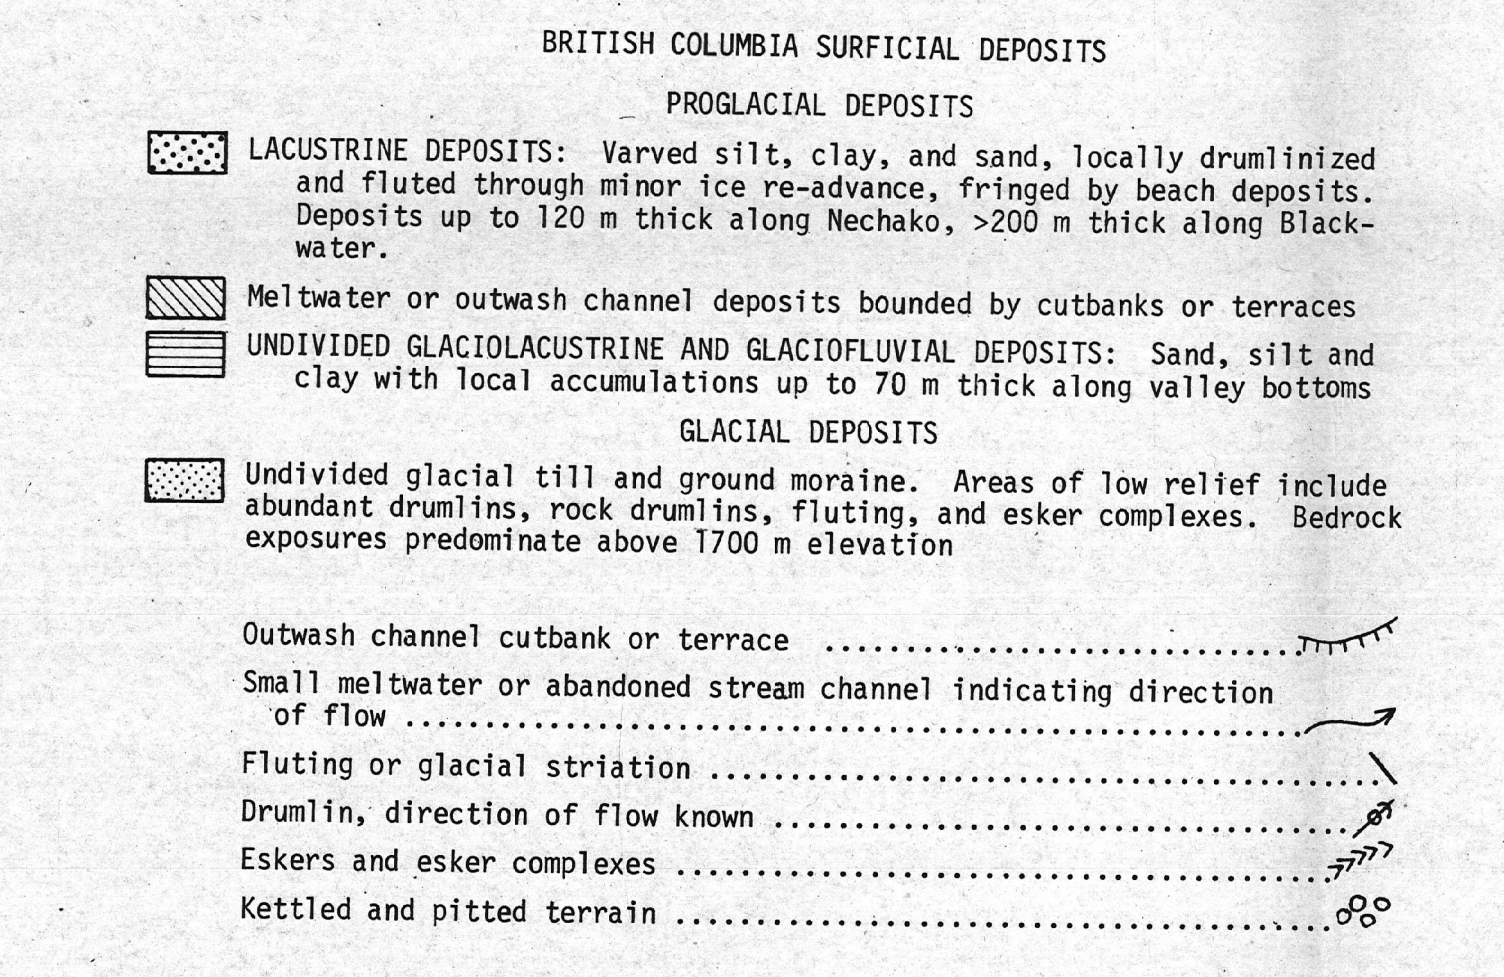 BRITISH COLUMBIA SURFICIAL DEPOSITS
PROGLACIAL DEPOSITS
LACUSTRINE DEPOSITS: Varved silt, clay, and sand, locally drumlinized
and fluted through minor ice re-advance, fringed by beach deposits.
Deposits up to 120 m thick along Nechako, >200 m thick along Black-
water.
Meltwater or outwash channel deposits bounded by cutbanks or terraces
UNDIVIDED GLACIOLACUSTRINE AND GLACIOFLUVIAL DEPOSITS: Sand, silt and
clay with local accumulations up to 70 m thick along valley bottoms
GLACIAL DEPOSITS
Undivided glacial till and ground moraine. Areas of low relief include
abundant drumlins, rock drumlins, fluting, and esker complexes. Bedrock
exposures predominate above 1700 m elevation
Outwash channel cutbank or terrace ..............................
Small meltwater or abandoned stream channel indicating direction
of flow ........................................................
Fluting or glacial striation ..........................................
Drumlin, direction of flow known ....................................
Eskers and esker complexes .........................................
Kettled and pitted terrain .........................................